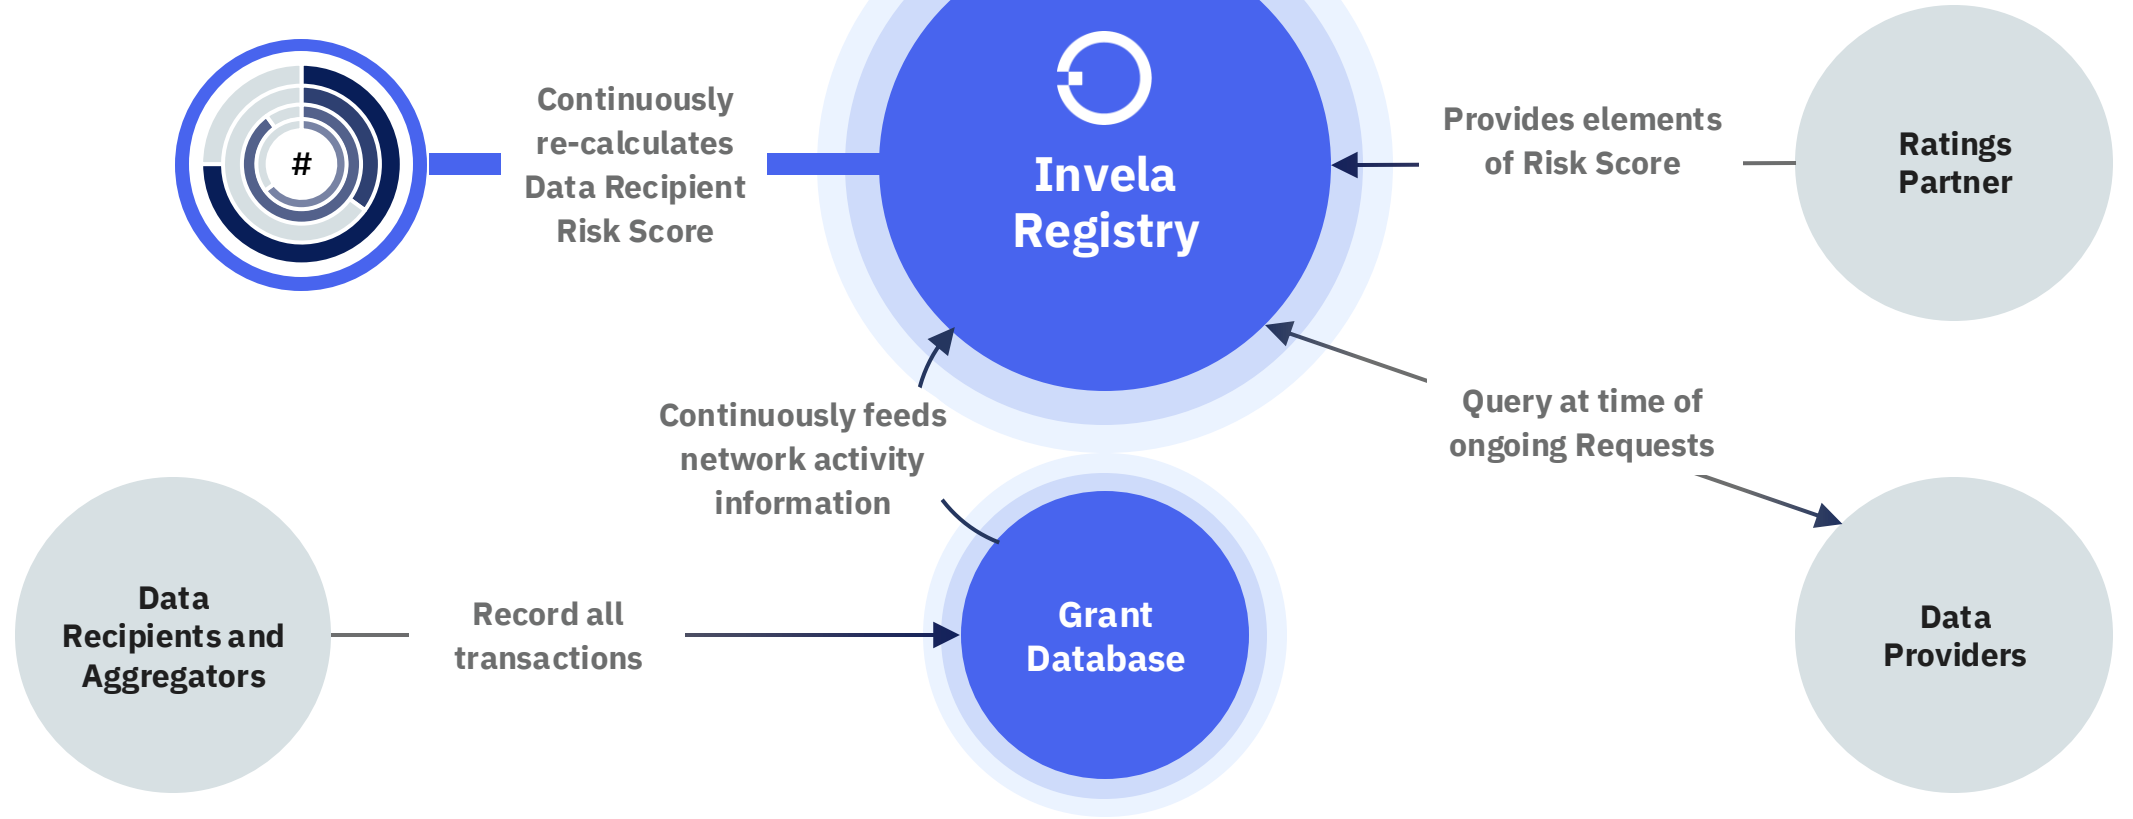 #
Continuously
re-calculates
Data Recipient
Risk Score
Invela
Registry
Provides elements
of Risk Score
Ratings
Partner
Continuously feeds
network activity
information
Query at time of
ongoing Requests
Data
Recipients and
Aggregators
Record all
transactions
Grant
Database
Data
Providers